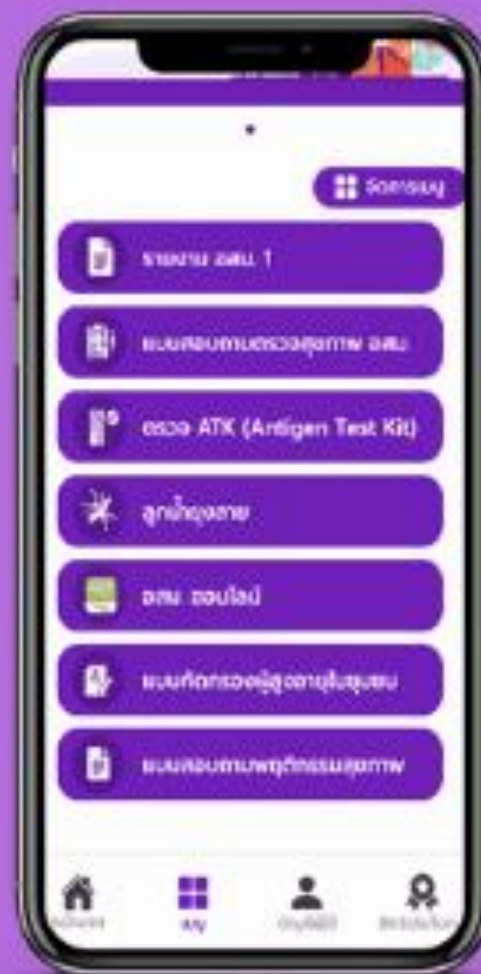 จัดการเมนู
รายงาน อสม. 1
แบบสอบถามตรวจสุขภาพ อสม.
ตรวจ ATK (Antigen Test Kit)
ลูกน้ำยุงลาย
อสม ออนไลน์
แบบคัดกรองผู้สูงอายุในชุมชน
แบบสอบถามพฤติกรรมสุขภาพ
เมนู